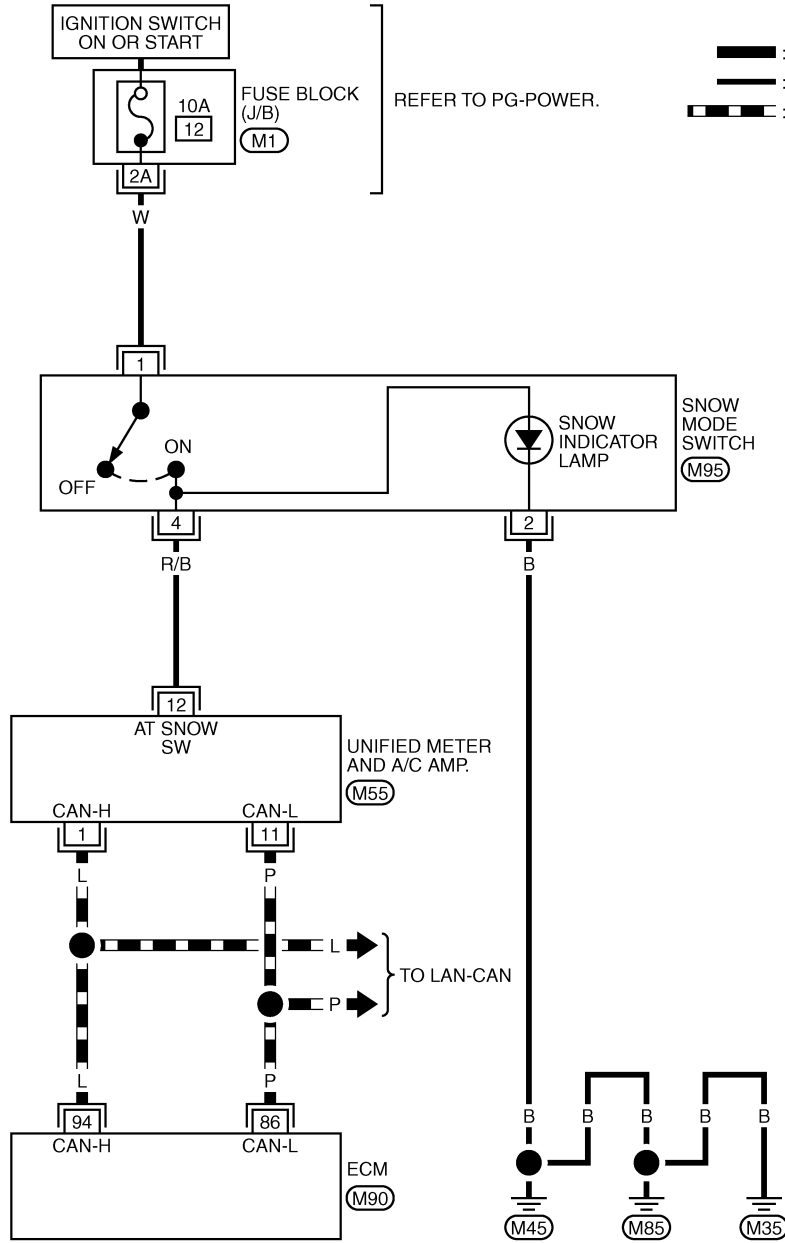 IGNITION SWITCH
ON OR START
10A
12
FUSE BLOCK
(J/B)
M1
REFER TO PG-POWER.
:
:
:
2A
W
1
ON
OFF
SNOW
INDICATOR
LAMP
SNOW
MODE
SWITCH
M95
4
2
R/B
B
12
AT SNOW
SW
UNIFIED METER
AND A/C AMP.
M55
CAN-H
CAN-L
1
11
L
P
L
P
TO LAN-CAN
L
P
94
86
CAN-H
CAN-L
ECM
M90
B
B
B
B
B
M45
M85
M35